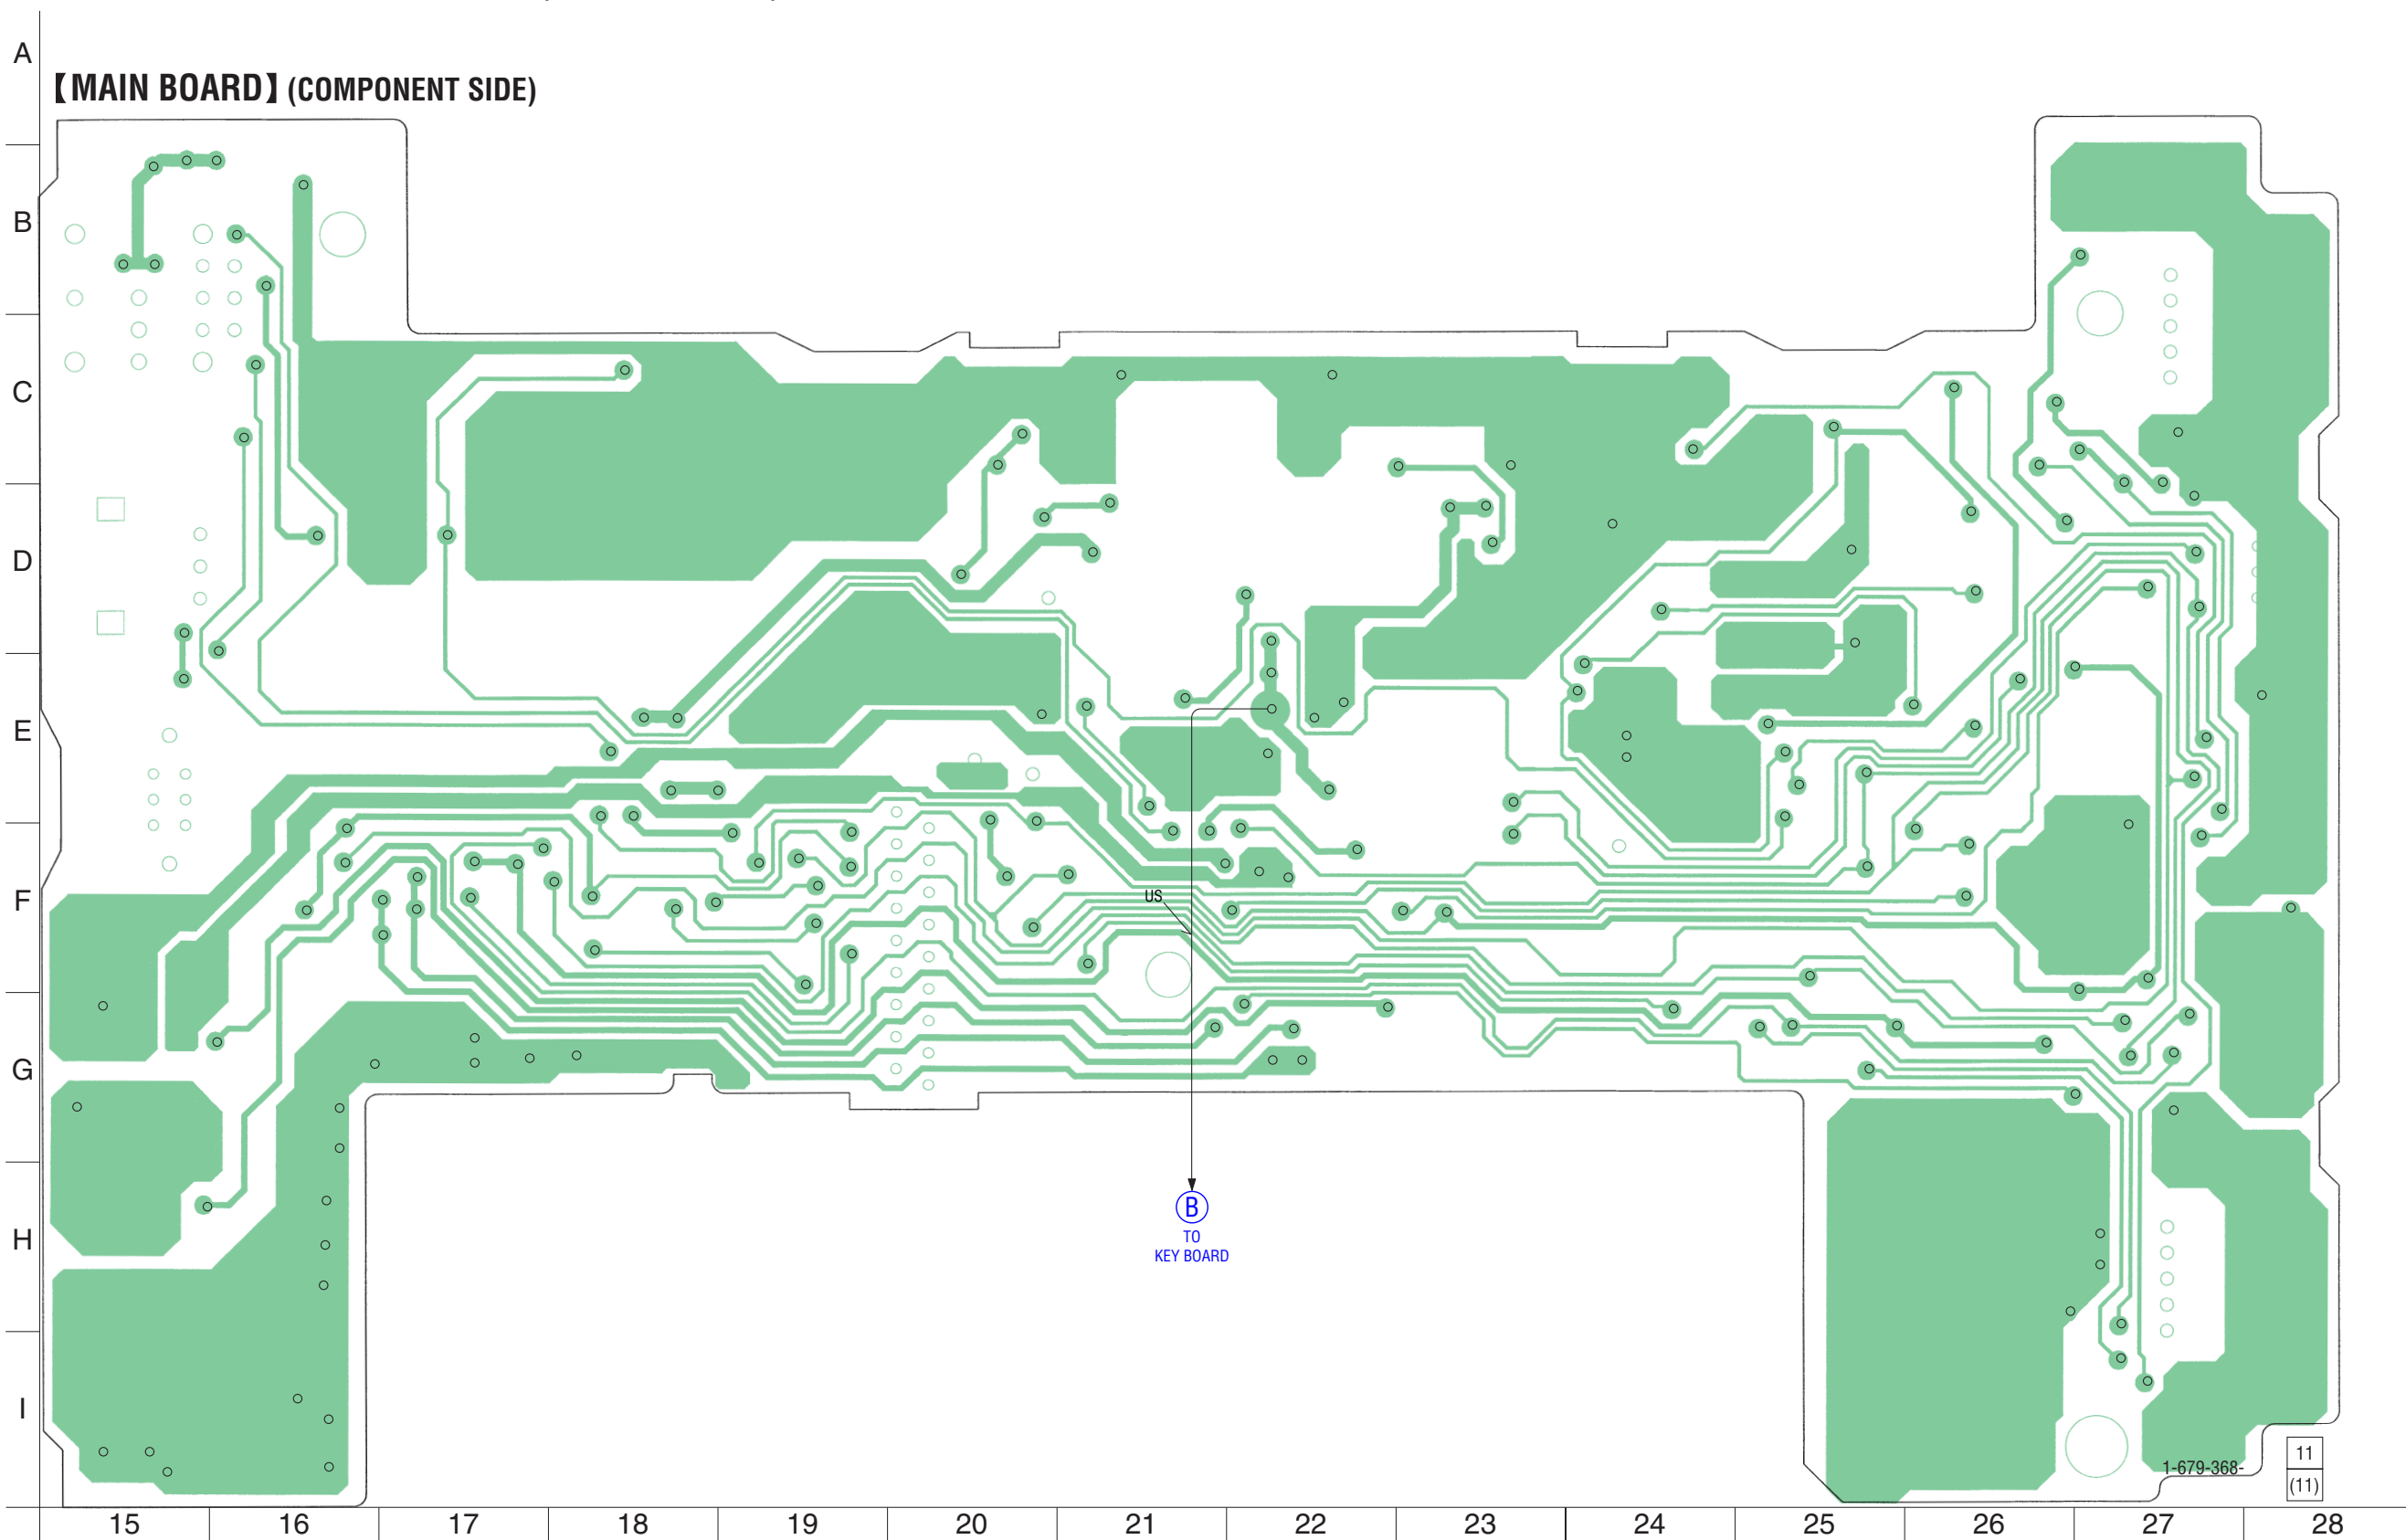 A
【MAIN BOARD】 (COMPONENT SIDE)
B
C
D
E
F
G
H
I
US
B
TO
KEY BOARD
1-679-368-
11
(11)
15 16 17 18 19 20 21 22 23 24 25 26 27 28